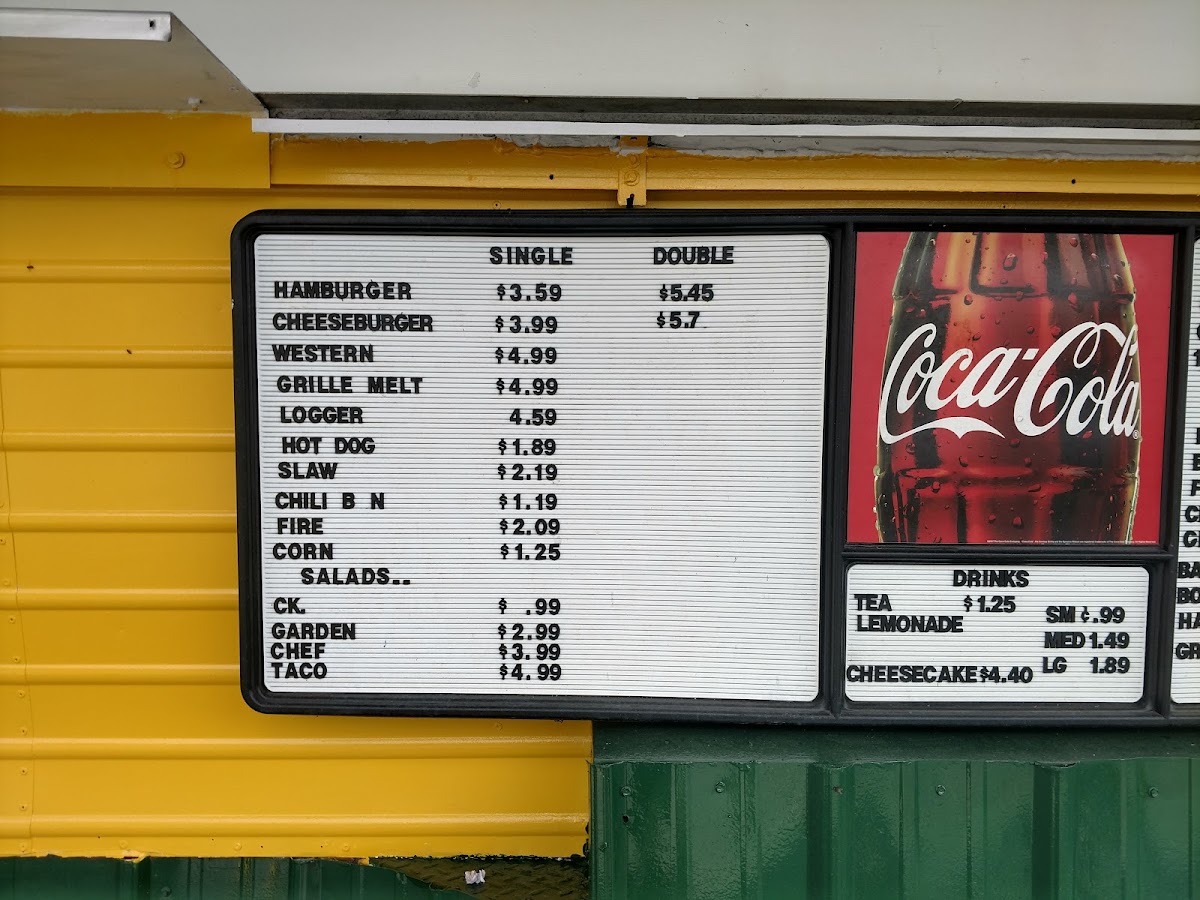 SINGLE DOUBLE
HAMBURGER $3.59 $5.45
CHEESEBURGER $3.99 $5.7
WESTERN $4.99
GRILLE MELT $4.99
LOGGER 4.59
HOT DOG $1.89
SLAW $2.19
CHILI B N $1.19
FIRE $2.09
CORN $1.25
SALADS..
CK. $ .99
GARDEN $2.99
CHEF $3.99
TACO $4.99
Coca-Cola
DRINKS
TEA $1.25
LEMONADE SM ¢.99
MED 1.49
CHEESECAKE $4.40 LG 1.89